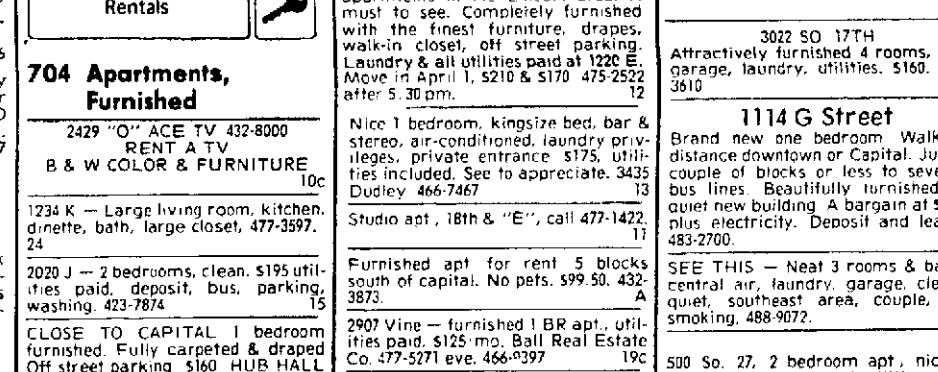 Rentals
704 Apartments,
Furnished
2429 "O" ACE TV 432-8000
RENT A TV
B & W COLOR & FURNITURE
10c
1234 K — Large living room, kitchen,
dinette, bath, large closet, 477-3597.
24
2020 J — 2 bedrooms, clean. $195 util-
ities paid, deposit, bus, parking,
washing. 423-7874 15
CLOSE TO CAPITAL 1 bedroom
furnished. Fully carpeted & draped
Off street parking $160 HUB HALL
must to see. Completely furnished
with the finest furniture, drapes,
walk-in closet, off street parking.
Laundry & all utilities paid at 1220 E.
Move in April 1, $210 & $170 475-2522
after 5:30 pm. 12
Nice 1 bedroom, kingsize bed, bar &
stereo, air-conditioned, laundry priv-
ileges, private entrance $175, utili-
ties included. See to appreciate. 3435
Dudley 466-7467 13
Studio apt, 18th & "E", call 477-1422.
11
Furnished apt for rent 5 blocks
south of capital. No pets. $99.50. 432-
3873. A
2907 Vine — furnished 1 BR apt., util-
ities paid. $125 mo. Ball Real Estate
Co. 477-5271 eve. 19c
3022 SO 17TH
Attractively furnished 4 rooms,
garage, laundry, utilities. $160.
3610
1114 G Street
Brand new one bedroom Walk
distance downtown or Capital. Ju
couple of blocks or less to seve
bus lines. Beautifully furnished
quiet new building A bargain at $
plus electricity. Deposit and lea
483-2700.
SEE THIS — Neat 3 rooms & ba
central air, laundry, garage, cle
quiet, southeast area, couple,
smoking, 488-9072.
500 So. 27, 2 bedroom apt, nic